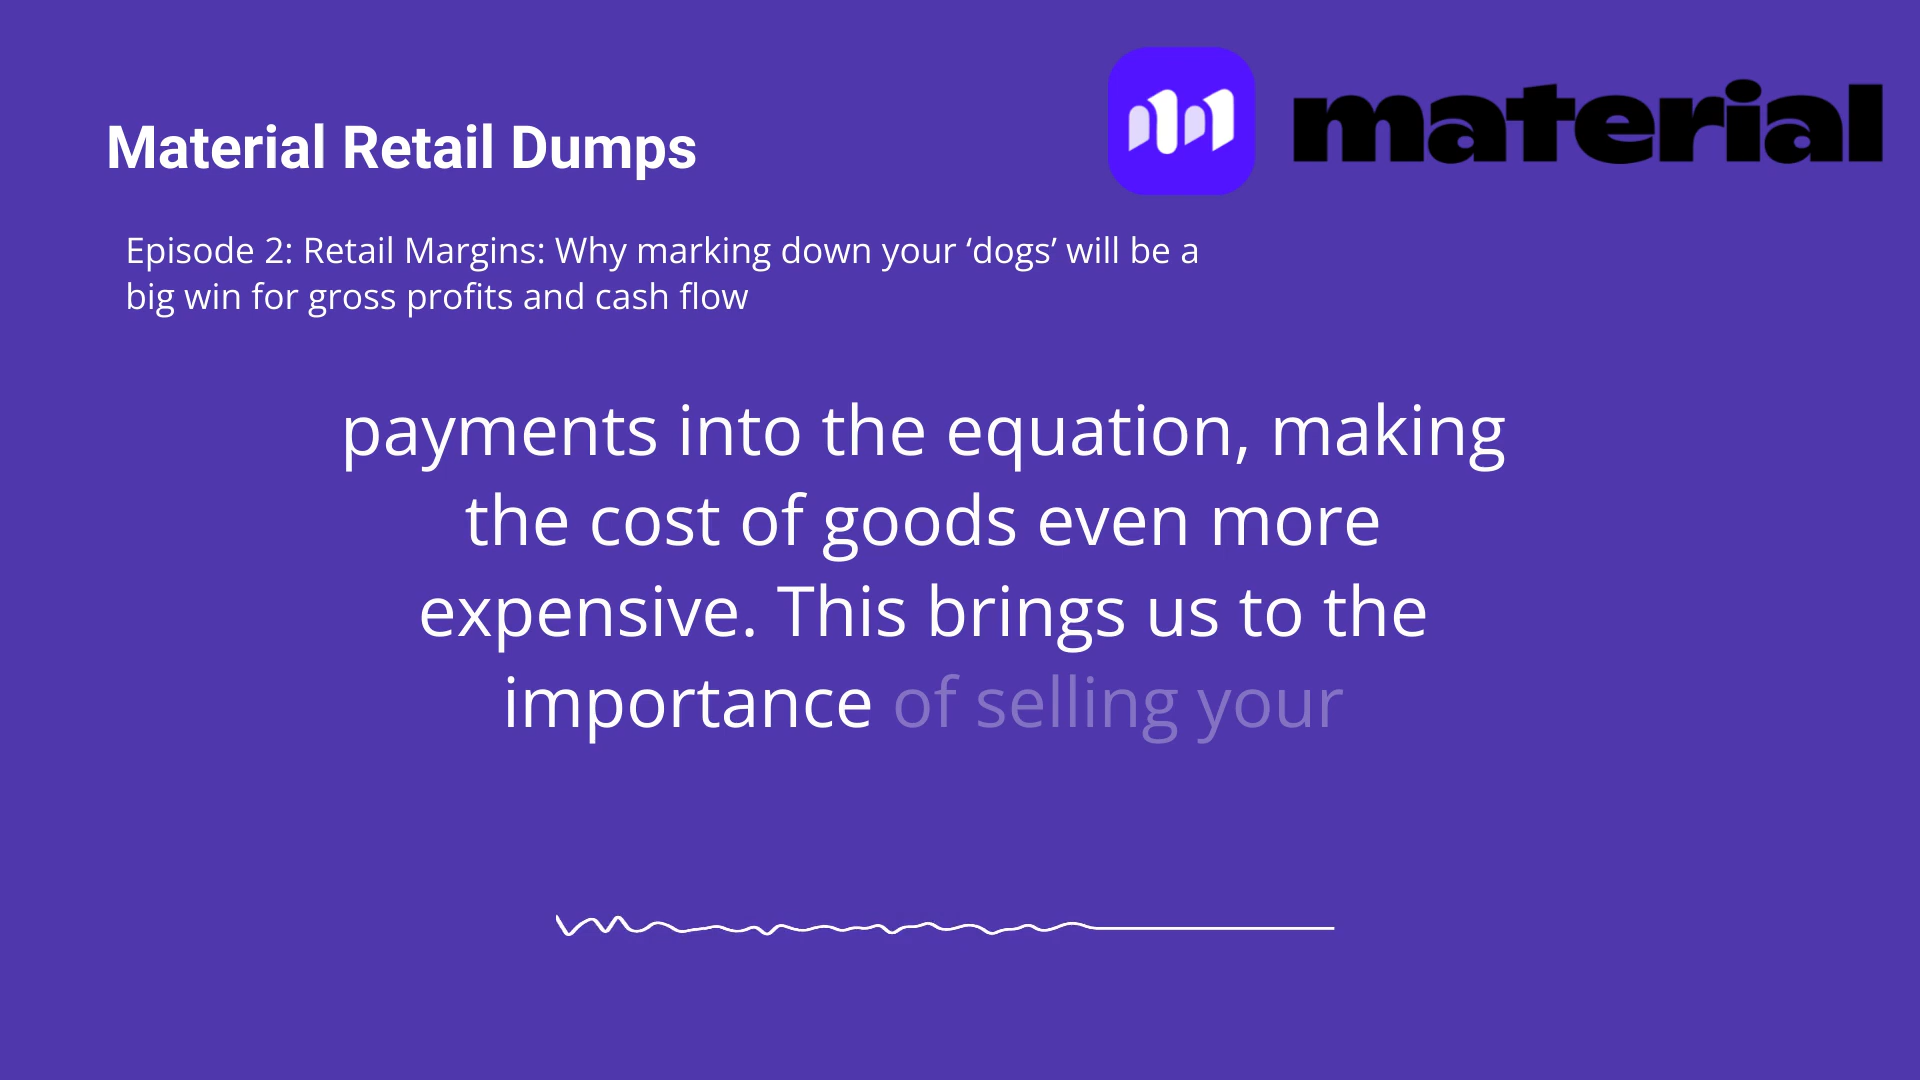 material
Material Retail Dumps
Episode 2: Retail Margins: Why marking down your ‘dogs’ will be a
big win for gross profits and cash flow
payments into the equation, making
the cost of goods even more
expensive. This brings us to the
importance of selling your